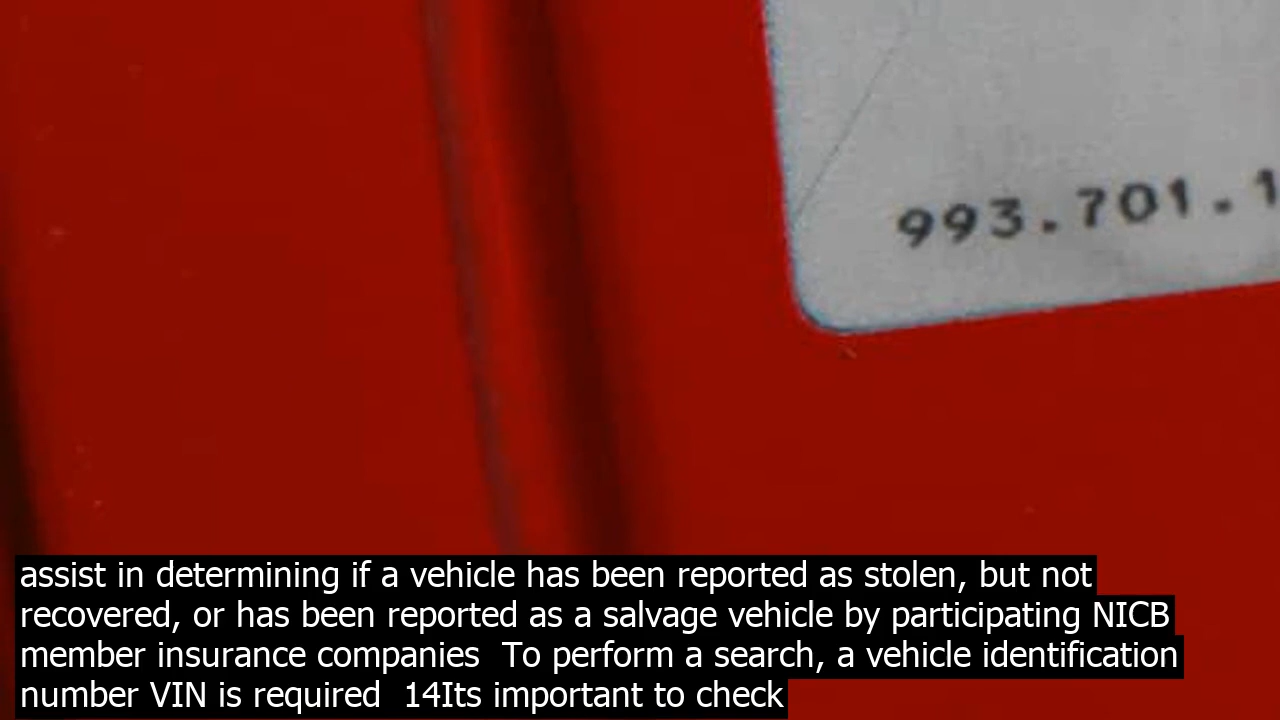 993.701.1
assist in determining if a vehicle has been reported as stolen, but not
recovered, or has been reported as a salvage vehicle by participating NICB
member insurance companies  To perform a search, a vehicle identification
number VIN is required  14Its important to check